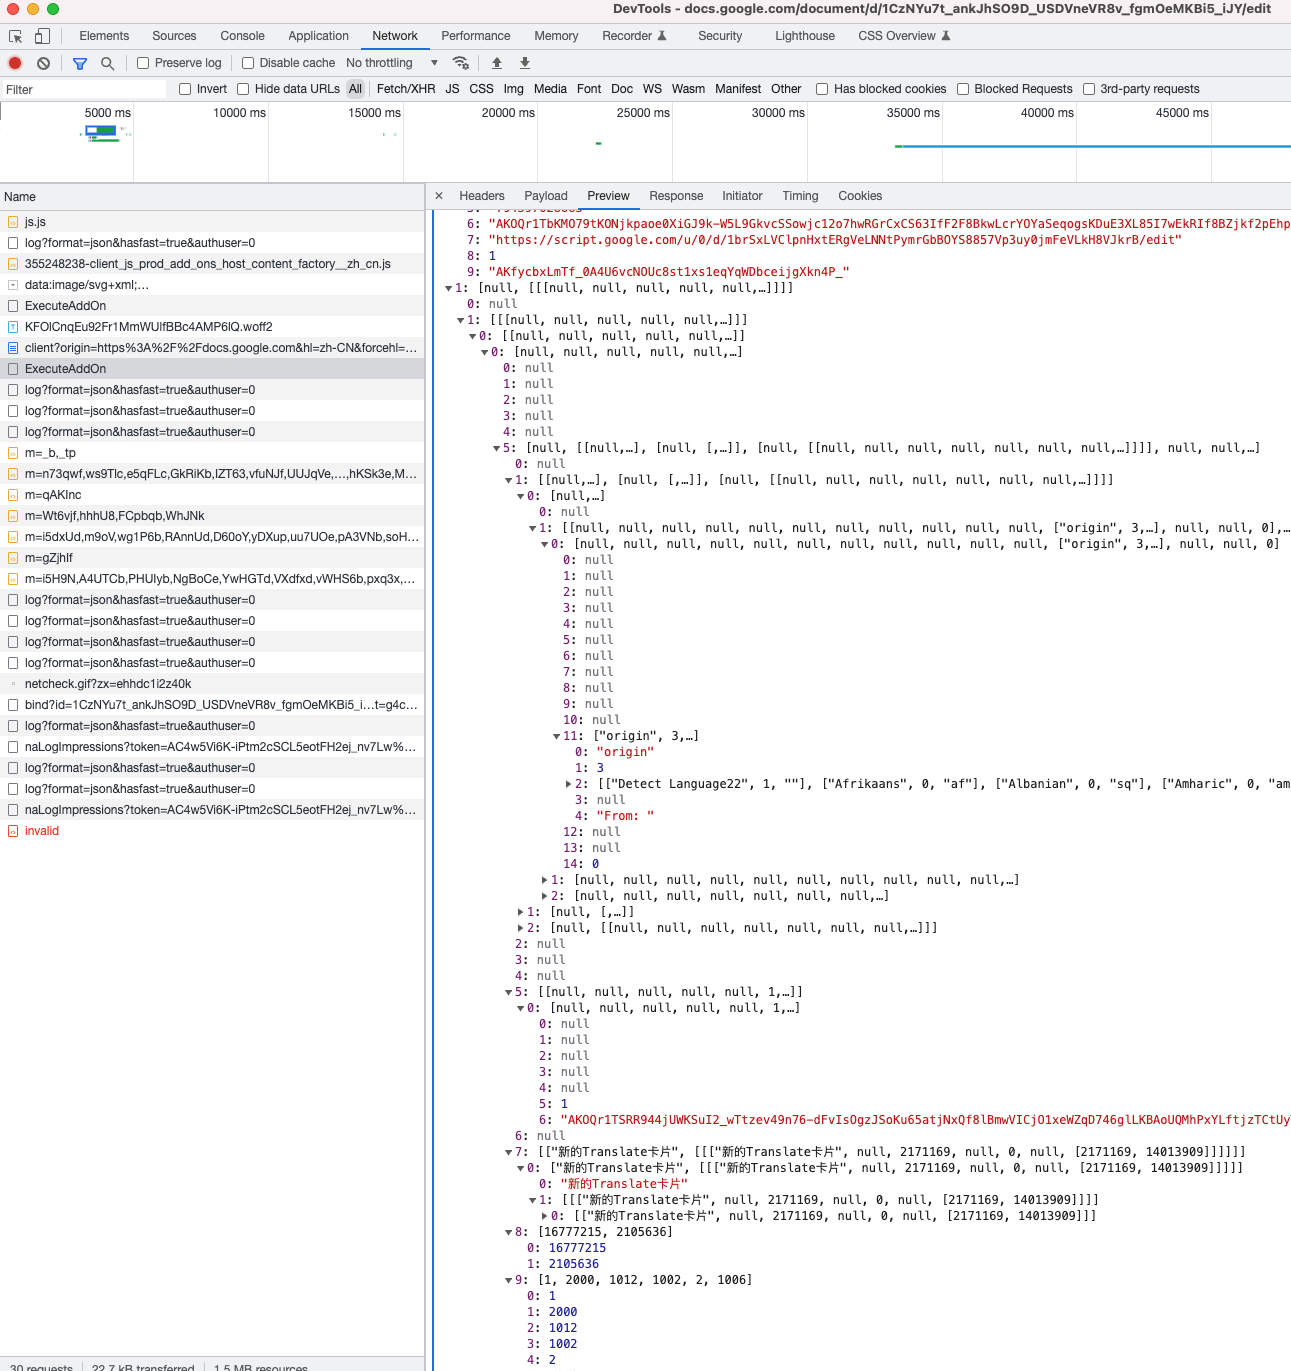 DevTools - docs.google.com/document/d/1CzNYu7t_ankJhSO9D_USDVneVR8v_fgmOeMKBi5_iJY/edit
Elements Sources Console Application Network Performance Memory Recorder Security Lighthouse CSS Overview
Preserve log Disable cache No throttling
Filter Invert Hide data URLs All Fetch/XHR JS CSS Img Media Font Doc WS Wasm Manifest Other Has blocked cookies Blocked Requests 3rd-party requests
5000 ms 10000 ms 15000 ms 20000 ms 25000 ms 30000 ms 35000 ms 40000 ms 45000 ms
Name
js.js
log?format=json&hasfast=true&authuser=0
355248238-client_js_prod_add_ons_host_content_factory__zh_cn.js
data:image/svg+xml;…
ExecuteAddOn
KFOlCnqEu92Fr1MmWUlfBBc4AMP6lQ.woff2
client?origin=https%3A%2F%2Fdocs.google.com&hl=zh-CN&forcehl=…
ExecuteAddOn
log?format=json&hasfast=true&authuser=0
log?format=json&hasfast=true&authuser=0
log?format=json&hasfast=true&authuser=0
m=_b,_tp
m=n73qwf,ws9Tlc,e5qFLc,GkRiKb,IZT63,vfuNJf,UUJqVe,…,hKSk3e,M…
m=qAKInc
m=Wt6vjf,hhhU8,FCpbqb,WhJNk
m=i5dxUd,m9oV,wg1P6b,RAnnUd,D60oY,yDXup,uu7UOe,pA3VNb,soH…
m=gZjhIf
m=i5H9N,A4UTCb,PHUIyb,NgBoCe,YwHGTd,VXdfxd,vWHS6b,pxq3x,…
log?format=json&hasfast=true&authuser=0
log?format=json&hasfast=true&authuser=0
log?format=json&hasfast=true&authuser=0
log?format=json&hasfast=true&authuser=0
netcheck.gif?zx=ehhdc1i2z40k
bind?id=1CzNYu7t_ankJhSO9D_USDVneVR8v_fgmOeMKBi5_i…t=g4c…
log?format=json&hasfast=true&authuser=0
naLogImpressions?token=AC4w5Vi6K-iPtm2cSCL5eotFH2ej_nv7Lw%…
log?format=json&hasfast=true&authuser=0
log?format=json&hasfast=true&authuser=0
naLogImpressions?token=AC4w5Vi6K-iPtm2cSCL5eotFH2ej_nv7Lw%…
invalid
30 requests 22.7 kB transferred 1.5 MB resources
Headers Payload Preview Response Initiator Timing Cookies
6: "AKOQr1TbKMO79tKONjkpaoe0XiGJ9k-W5L9GkvcSSowjc12o7hwRGrCxCS63IfF2F8BkwLcrYOYaSeqogsKDuE3XL85I7wEkRIf8BZjkf2pEhp
7: "https://script.google.com/u/0/d/1brSxLVClpnHxtERgVeLNNtPymrGbBOYS8857Vp3uy0jmFeVLkH8VJkrB/edit"
8: 1
9: "AKfycbxLmTf_0A4U6vcNOUc8st1xs1eqYqWDbceijgXkn4P_"
1: [null, [[[null, null, null, null, null,…]]]]
0: null
1: [[[null, null, null, null, null,…]]]
0: [[null, null, null, null, null,…]]
0: [null, null, null, null, null,…]
0: null
1: null
2: null
3: null
4: null
5: [null, [[null,…], [null, [,…]], [null, [[null, null, null, null, null, null, null,…]]]], null, null,…]
0: null
1: [[null,…], [null, [,…]], [null, [[null, null, null, null, null, null, null,…]]]]
0: [null,…]
0: null
1: [[null, null, null, null, null, null, null, null, null, null, null, ["origin", 3,…], null, null, 0],…
0: [null, null, null, null, null, null, null, null, null, null, null, ["origin", 3,…], null, null, 0]
0: null
1: null
2: null
3: null
4: null
5: null
6: null
7: null
8: null
9: null
10: null
11: ["origin", 3,…]
0: "origin"
1: 3
2: [["Detect Language22", 1, ""], ["Afrikaans", 0, "af"], ["Albanian", 0, "sq"], ["Amharic", 0, "am
3: null
4: "From: "
12: null
13: null
14: 0
1: [null, null, null, null, null, null, null, null, null, null,…]
2: [null, null, null, null, null, null, null,…]
1: [null, [,…]]
2: [null, [[null, null, null, null, null, null, null,…]]]
2: null
3: null
4: null
5: [[null, null, null, null, null, 1,…]]
0: [null, null, null, null, null, 1,…]
0: null
1: null
2: null
3: null
4: null
5: 1
6: "AKOQr1TSRR944jUWKSuI2_wTtzev49n76-dFvIsOgzJSoKu65atjNxQf8lBmwVICjO1xeWZqD746glLKBAoUQMhPxYLftjzTCtUy
6: null
7: [["新的Translate卡片", [[["新的Translate卡片", null, 2171169, null, 0, null, [2171169, 14013909]]]]]]
0: ["新的Translate卡片", [[["新的Translate卡片", null, 2171169, null, 0, null, [2171169, 14013909]]]]]
0: "新的Translate卡片"
1: [[["新的Translate卡片", null, 2171169, null, 0, null, [2171169, 14013909]]]]
0: [["新的Translate卡片", null, 2171169, null, 0, null, [2171169, 14013909]]]
8: [16777215, 2105636]
0: 16777215
1: 2105636
9: [1, 2000, 1012, 1002, 2, 1006]
0: 1
1: 2000
2: 1012
3: 1002
4: 2